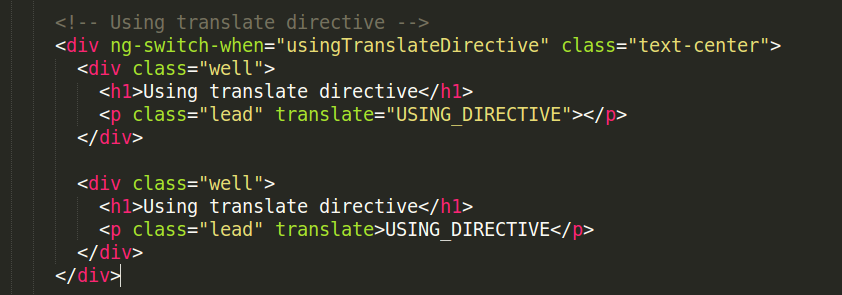 <!-- Using translate directive -->
<div ng-switch-when="usingTranslateDirective" class="text-center">
<div class="well">
<h1>Using translate directive</h1>
<p class="lead" translate="USING_DIRECTIVE"></p>
</div>
<div class="well">
<h1>Using translate directive</h1>
<p class="lead" translate>USING_DIRECTIVE</p>
</div>
</div>